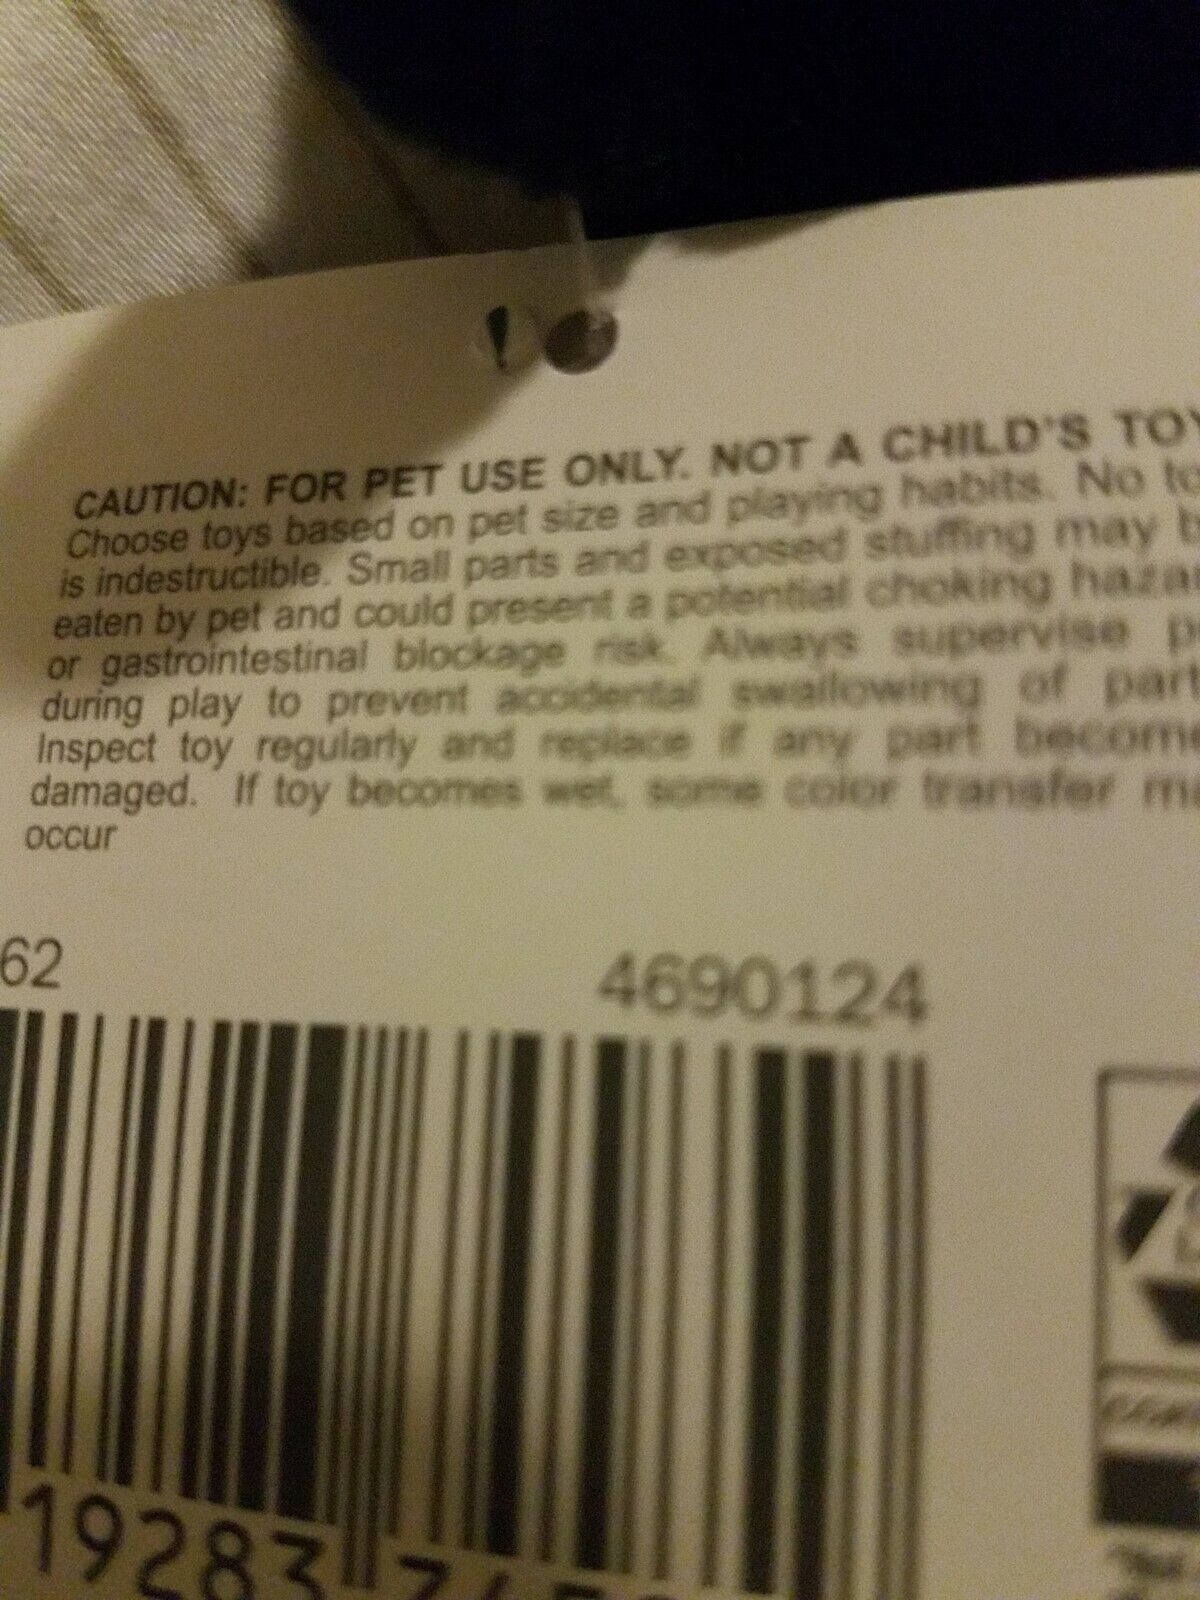 CAUTION: FOR PET USE ONLY. NOT A CHILD'S TOY
Choose toys based on pet size and playing habits. No to
is indestructible. Small parts and exposed stuffing may b
eaten by pet and could present a potential choking hazar
or gastrointestinal blockage risk. Always supervise p
during play to prevent accidental swallowing of part
Inspect toy regularly and replace if any part become
damaged. If toy becomes wet, some color transfer ma
occur
62 4690124
19283